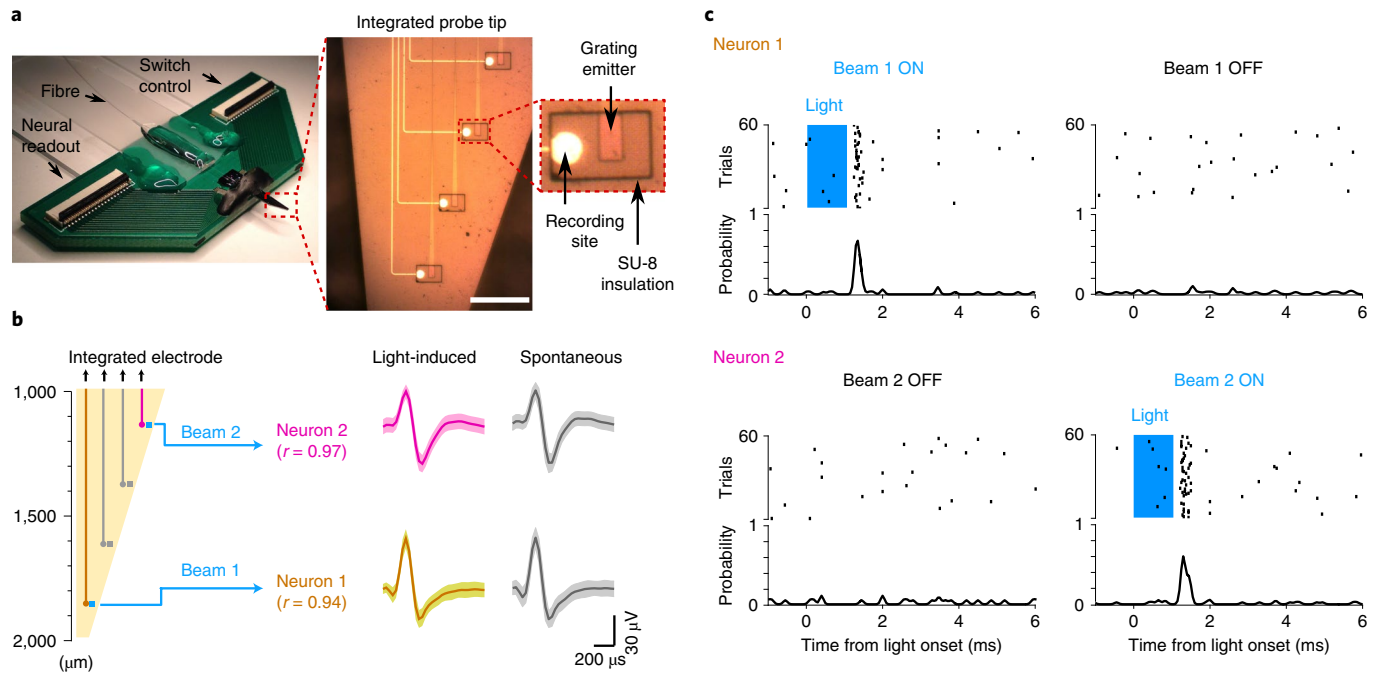 a
Integrated probe tip
Switch
control
Fibre
Neural
readout
Grating
emitter
Recording
site
SU-8
insulation
b
Integrated electrode
Light-induced
Spontaneous
1,000
1,500
2,000
(μm)
Beam 2
Neuron 2
(r = 0.97)
Beam 1
Neuron 1
(r = 0.94)
200 μs
30 μV
c
Neuron 1
Beam 1 ON
Beam 1 OFF
Light
60
Trials
1
Probability
0
0
2
4
6
60
1
0
0
2
4
6
Neuron 2
Beam 2 OFF
Beam 2 ON
60
Trials
1
Probability
0
0
2
4
6
Time from light onset (ms)
Light
60
1
0
0
2
4
6
Time from light onset (ms)